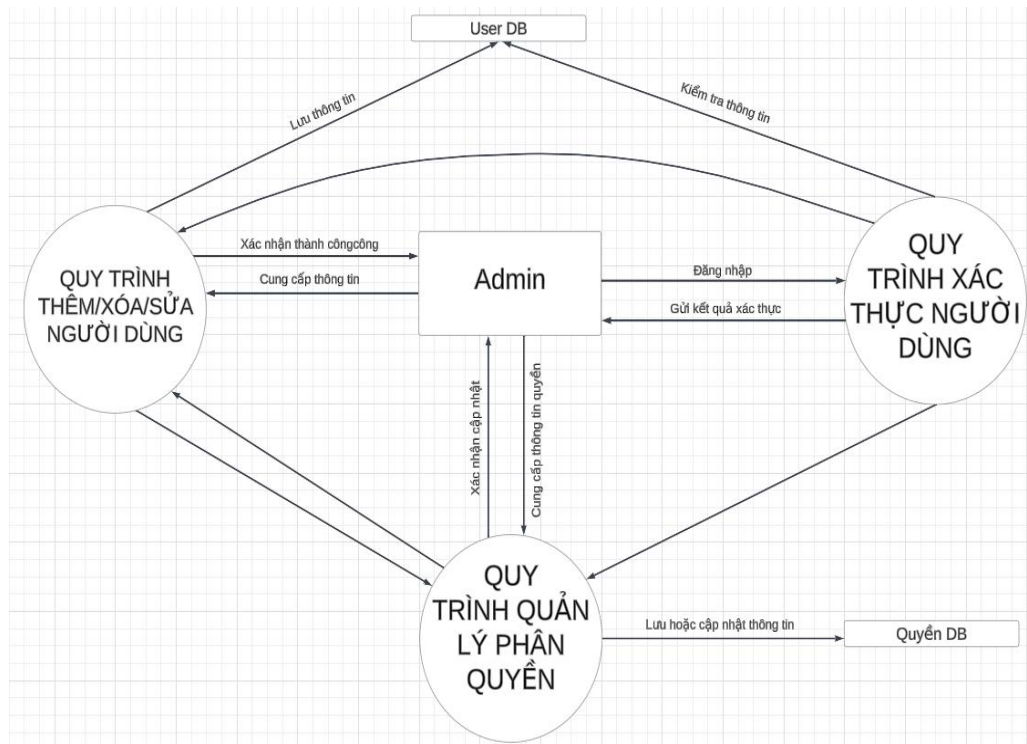 User DB
Lưu thông tin
Kiểm tra thông tin
Xác nhận thành côngcông
Cung cấp thông tin
QUY TRÌNH
THÊM/XÓA/SỬA
NGƯỜI DÙNG
Admin
Đăng nhập
Gửi kết quả xác thực
QUY
TRÌNH XÁC
THỰC NGƯỜI
DÙNG
Xác nhận cập nhật
Cung cấp thông tin quyền
QUY
TRÌNH QUẢN
LÝ PHÂN
QUYỀN
Lưu hoặc cập nhật thông tin
Quyền DB